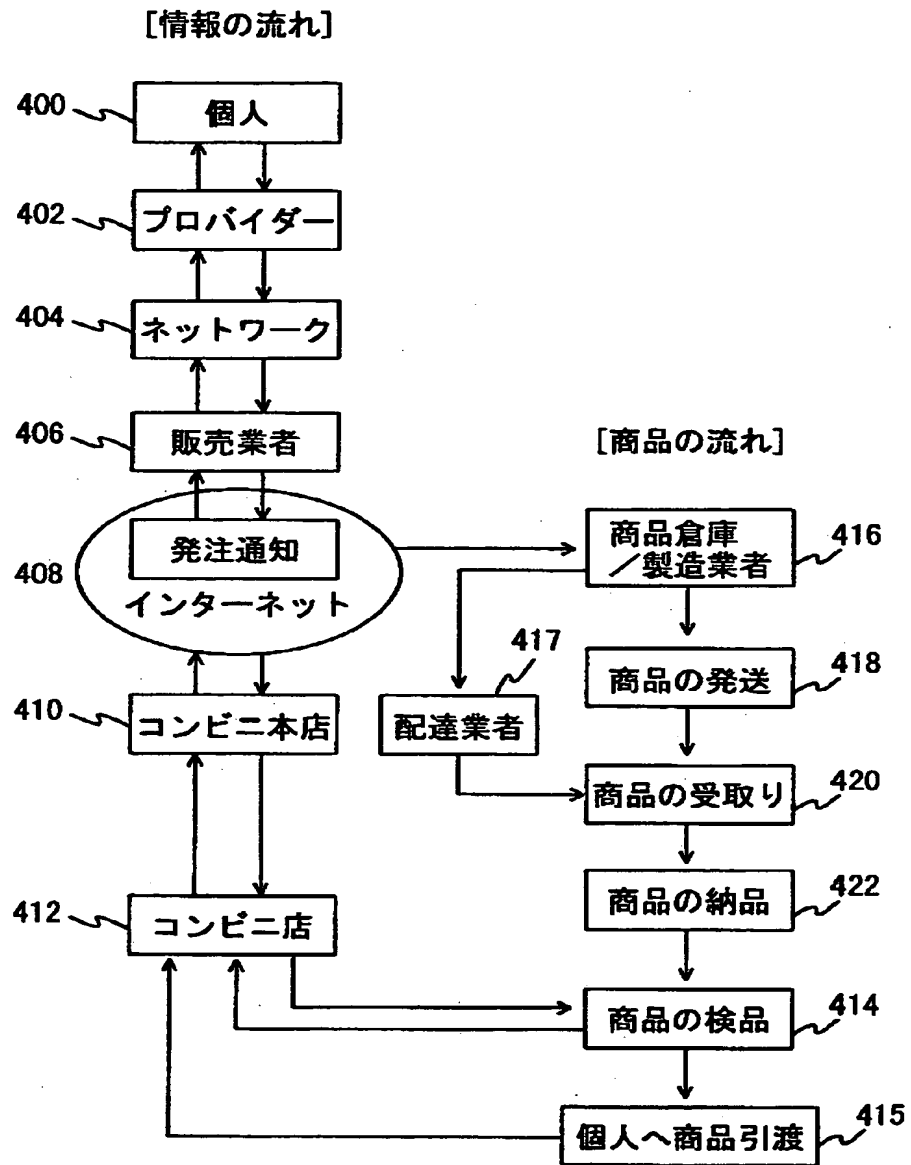 [情報の流れ]
400
個人
402
プロバイダー
404
ネットワーク
406
販売業者
408
発注通知
インターネット
410
コンビニ本店
412
コンビニ店
[商品の流れ]
商品倉庫
/製造業者
416
417
配達業者
商品の発送
418
商品の受取り
420
商品の納品
422
商品の検品
414
個人へ商品引渡
415